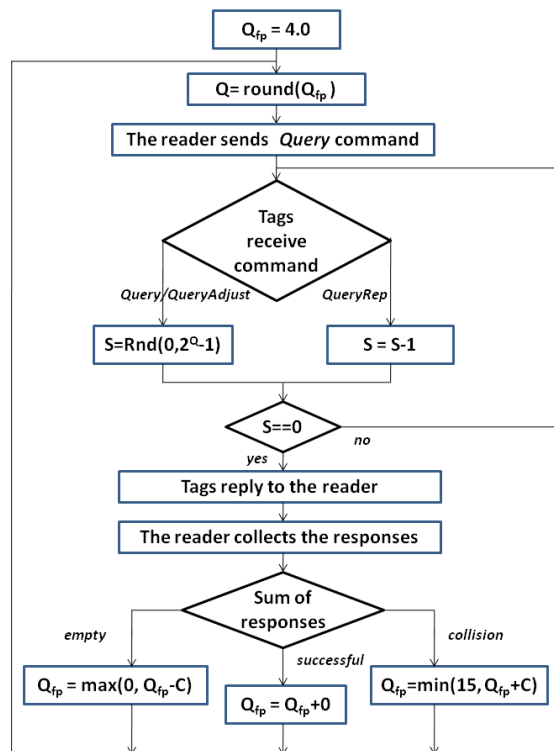 Q_fp = 4.0
Q= round(Q_fp )
The reader sends Query command
Tags
receive
command
Query/QueryAdjust
QueryRep
S=Rnd(0,2^Q-1)
S = S-1
S==0
no
yes
Tags reply to the reader
The reader collects the responses
Sum of
responses
empty
collision
successful
Q_fp = max(0, Q_fp-C)
Q_fp = Q_fp+0
Q_fp=min(15, Q_fp+C)